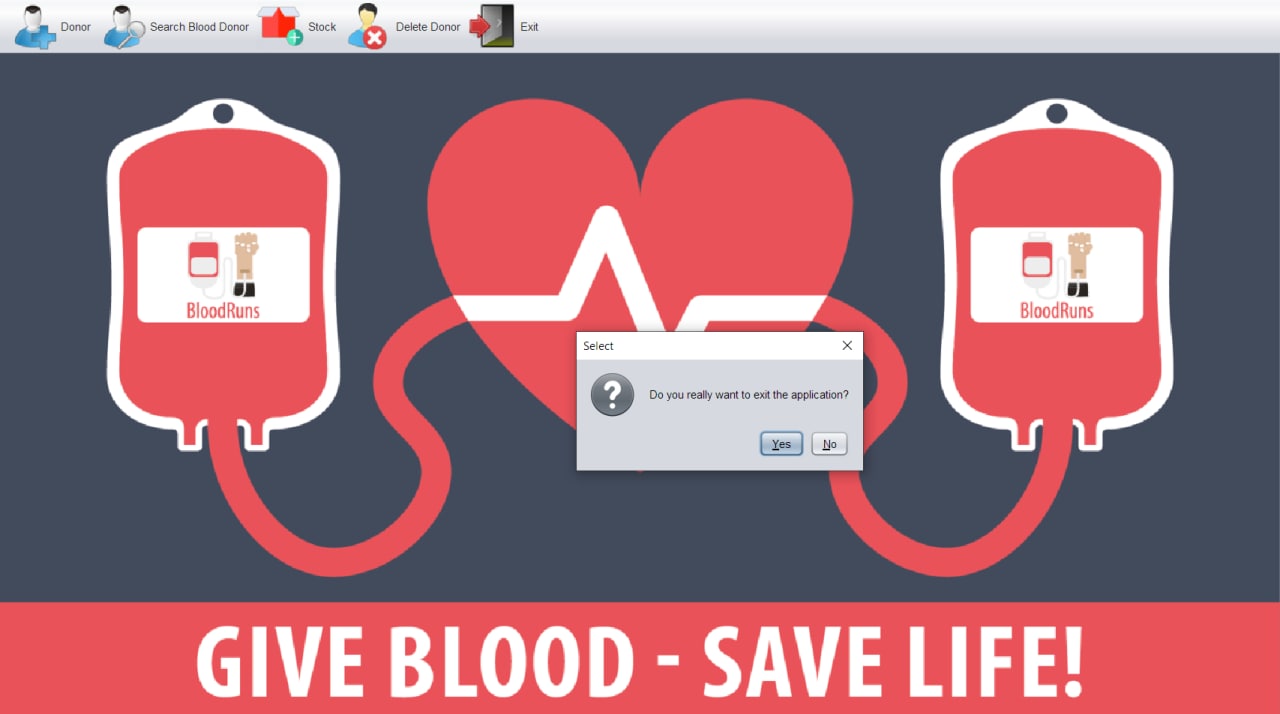 Donor Search Blood Donor Stock Delete Donor Exit
BloodRuns BloodRuns
Select
Do you really want to exit the application?
Yes No
GIVE BLOOD - SAVE LIFE!